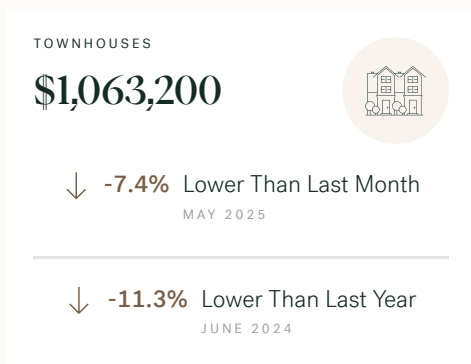 TOWNHOUSES
$1,063,200
-7.4% Lower Than Last Month
MAY 2025
-11.3% Lower Than Last Year
JUNE 2024